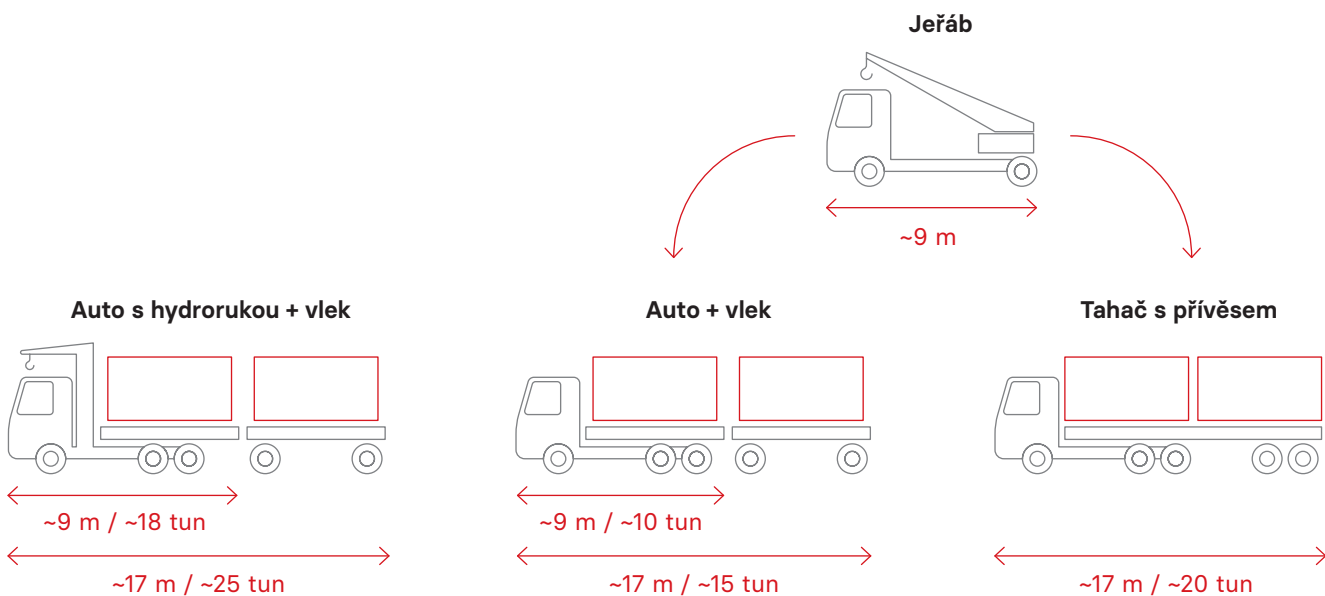 Jeřáb
~9 m
Auto s hydrorukou + vlek
Auto + vlek
Tahač s přívěsem
~9 m / ~18 tun
~9 m / ~10 tun
~17 m / ~25 tun
~17 m / ~15 tun
~17 m / ~20 tun